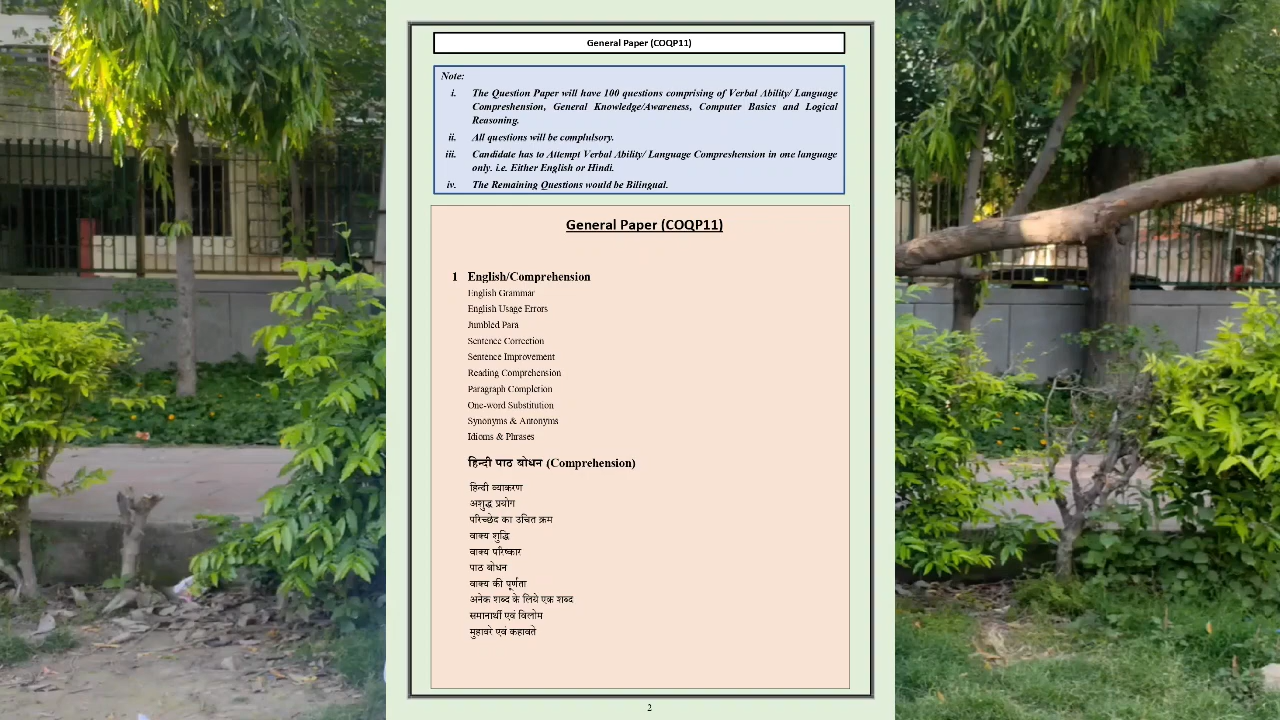 General Paper (COQP11)
Note:
i. The Question Paper will have 100 questions comprising of Verbal Ability/ Language
Compreshension, General Knowledge/Awareness, Computer Basics and Logical
Reasoning.
ii. All questions will be complulsory.
iii. Candidate has to Attempt Verbal Ability/ Language Compreshension in one language
only. i.e. Either English or Hindi.
iv. The Remaining Questions would be Bilingual.
General Paper (COQP11)
1 English/Comprehension
English Grammar
English Usage Errors
Jumbled Para
Sentence Correction
Sentence Improvement
Reading Comprehension
Paragraph Completion
One-word Substitution
Synonyms & Antonyms
Idioms & Phrases
हिन्दी पाठ बोधन (Comprehension)
हिन्दी व्याकरण
अशुद्ध प्रयोग
परिच्छेद का उचित क्रम
वाक्य शुद्धि
वाक्य परिष्कार
पाठ बोधन
वाक्य की पूर्णता
अनेक शब्द के लिये एक शब्द
समानार्थी एवं विलोम
मुहावरे एवं कहावते
2